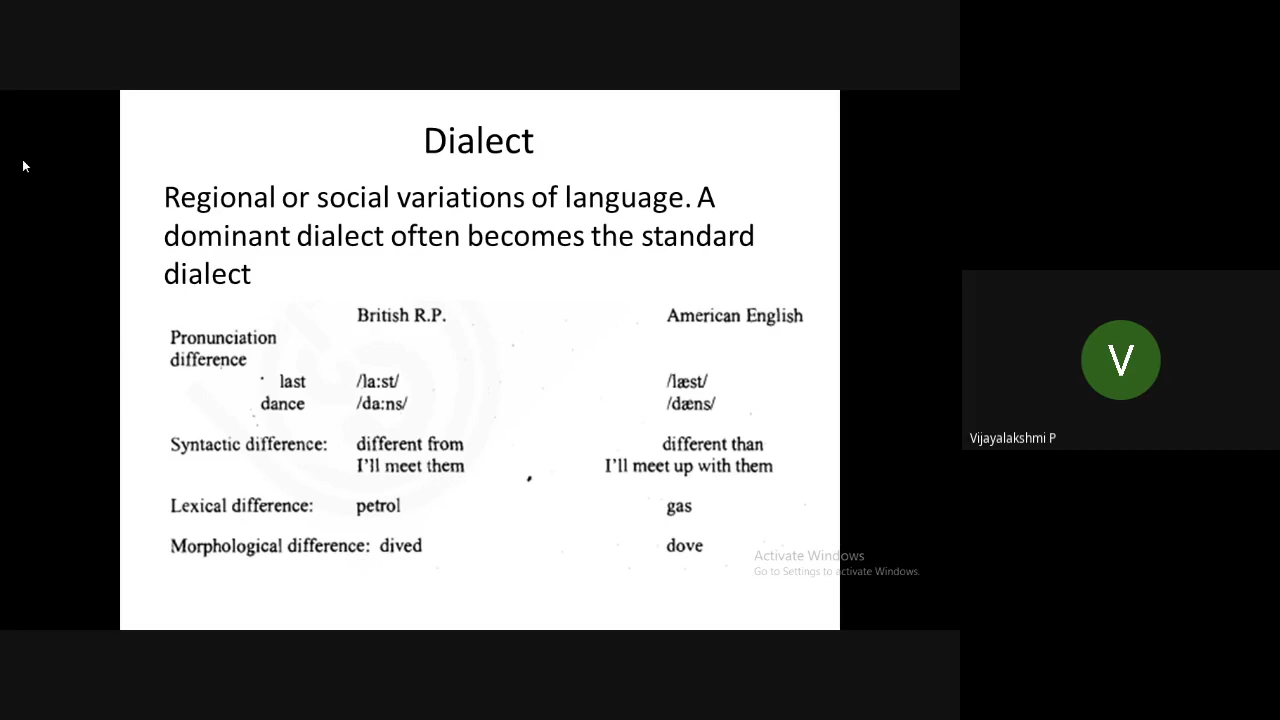 Dialect
Regional or social variations of language. A
dominant dialect often becomes the standard
dialect
British R.P. American English
Pronunciation
difference
last /la:st/ /læst/
dance /da:ns/ /dæns/
Syntactic difference: different from different than
I'll meet them I'll meet up with them
Lexical difference: petrol gas
Morphological difference: dived dove
Activate Windows
Go to Settings to activate Windows.
V
Vijayalakshmi P